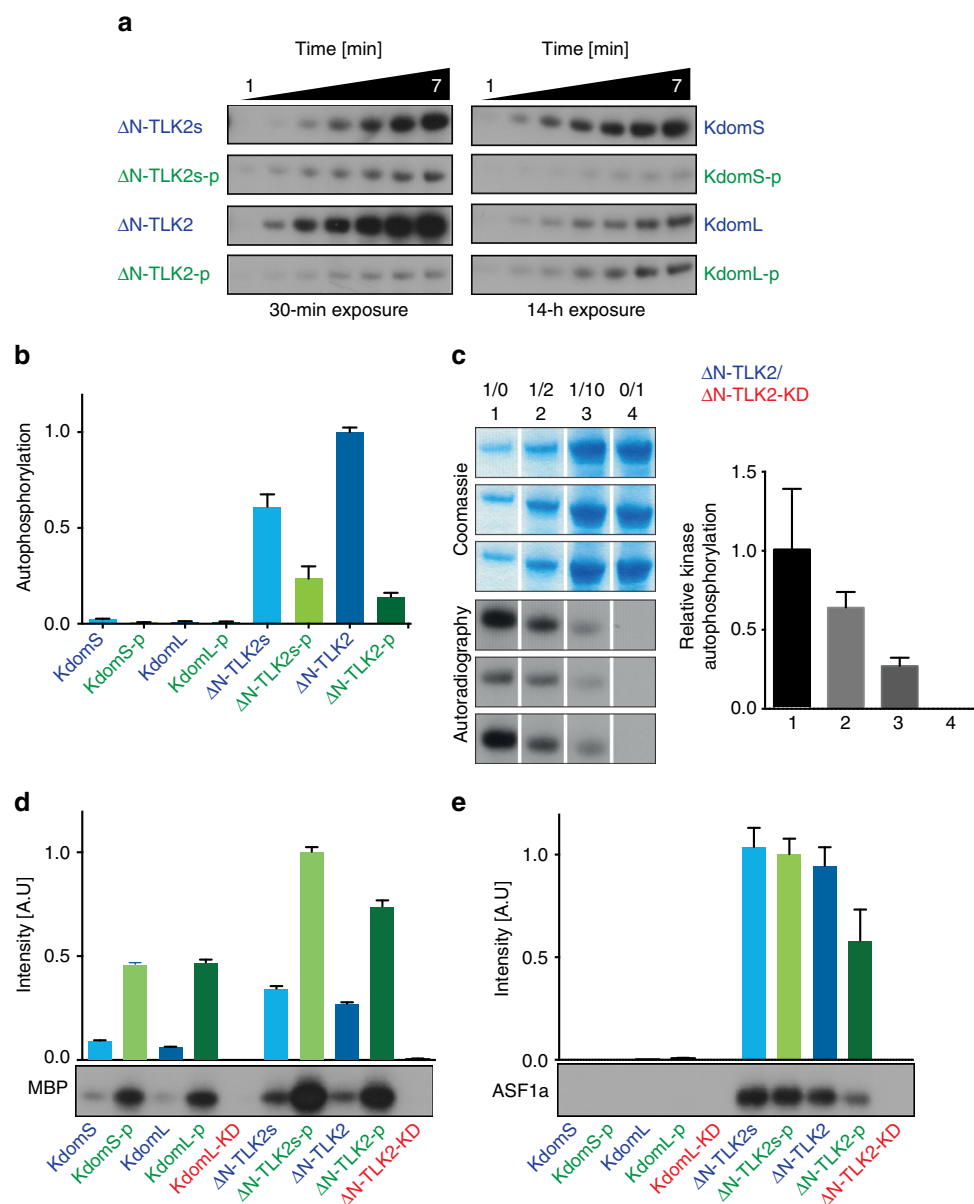 a
Time [min] Time [min]
1 7 1 7
ΔN-TLK2s KdomS
ΔN-TLK2s-p KdomS-p
ΔN-TLK2 KdomL
ΔN-TLK2-p KdomL-p
30-min exposure 14-h exposure
b
Autophosphorylation
1.0
0.5
0.0
KdomS
KdomS-p
KdomL
KdomL-p
ΔN-TLK2s
ΔN-TLK2s-p
ΔN-TLK2
ΔN-TLK2-p
c
1/0 1/2 1/10 0/1
1 2 3 4
Coomassie
Autoradiography
ΔN-TLK2/
ΔN-TLK2-KD
Relative kinase
autophosphorylation
1.5
1.0
0.5
0.0
1 2 3 4
d
Intensity [A.U]
1.0
0.5
0.0
MBP
KdomS
KdomS-p
KdomL
KdomL-p
KdomL-KD
ΔN-TLK2s
ΔN-TLK2s-p
ΔN-TLK2
ΔN-TLK2-p
ΔN-TLK2-KD
e
Intensity [A.U]
1.0
0.5
0.0
ASF1a
KdomS
KdomS-p
KdomL
KdomL-p
KdomL-KD
ΔN-TLK2s
ΔN-TLK2s-p
ΔN-TLK2
ΔN-TLK2-p
ΔN-TLK2-KD